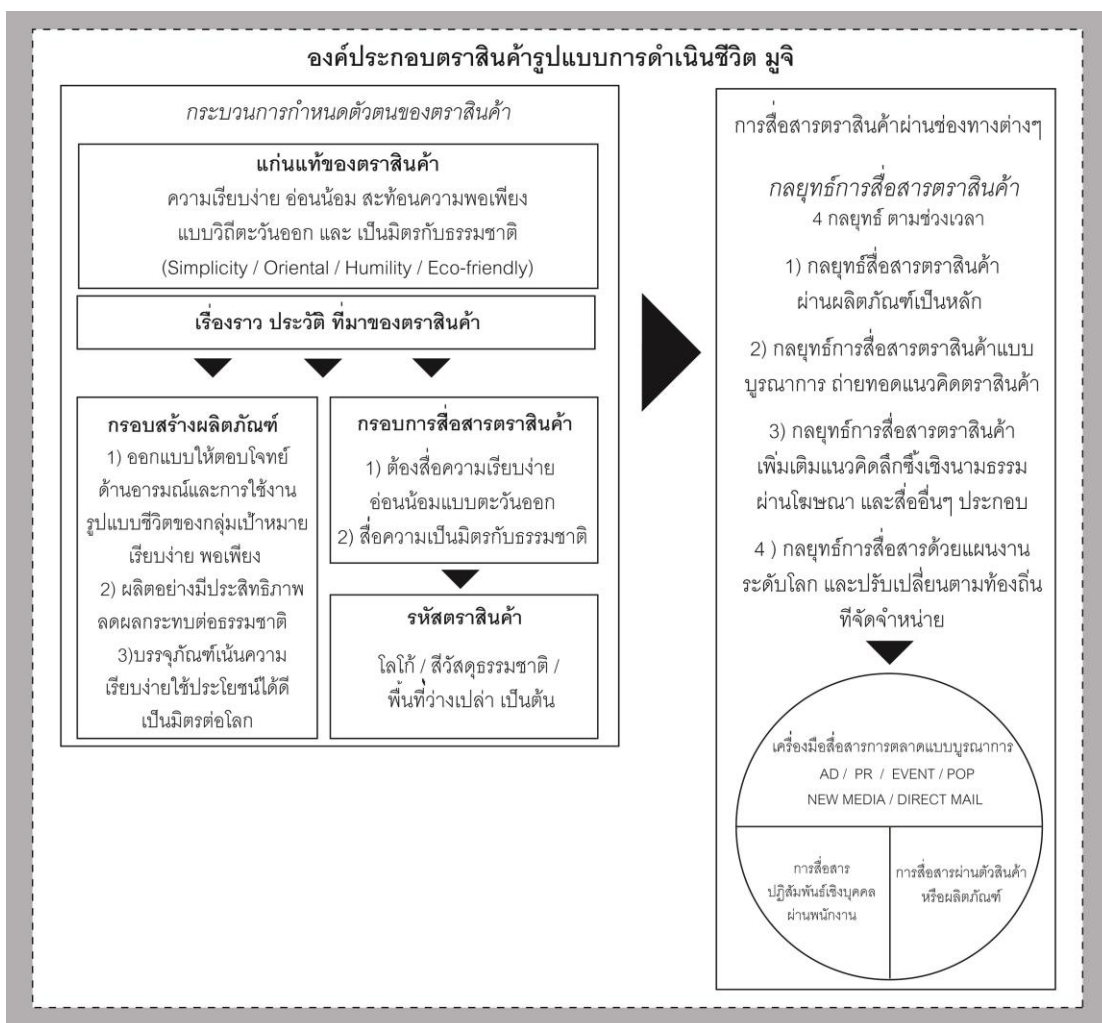 องค์ประกอบตราสินค้ารูปแบบการดำเนินชีวิต มูจิ
กระบวนการกำหนดตัวตนของตราสินค้า
แก่นแท้ของตราสินค้า
ความเรียบง่าย อ่อนน้อม สะท้อนความพอเพียง
แบบวิถีตะวันออก และ เป็นมิตรกับธรรมชาติ
(Simplicity / Oriental / Humility / Eco-friendly)
เรื่องราว ประวัติ ที่มาของตราสินค้า
กรอบสร้างผลิตภัณฑ์
1) ออกแบบให้ตอบโจทย์
ด้านอารมณ์และการใช้งาน
รูปแบบชีวิตของกลุ่มเป้าหมาย
เรียบง่าย พอเพียง
2) ผลิตอย่างมีประสิทธิภาพ
ลดผลกระทบต่อธรรมชาติ
3)บรรจุภัณฑ์เน้นความ
เรียบง่ายใช้ประโยชน์ได้ดี
เป็นมิตรต่อโลก
กรอบการสื่อสารตราสินค้า
1) ต้องสื่อความเรียบง่าย
อ่อนน้อมแบบตะวันออก
2) สื่อความเป็นมิตรกับธรรมชาติ
รหัสตราสินค้า
โลโก้ / สีวัสดุธรรมชาติ /
พื้นที่ว่างเปล่า เป็นต้น
การสื่อสารตราสินค้าผ่านช่องทางต่างๆ
กลยุทธ์การสื่อสารตราสินค้า
4 กลยุทธ์ ตามช่วงเวลา
1) กลยุทธ์สื่อสารตราสินค้า
ผ่านผลิตภัณฑ์เป็นหลัก
2) กลยุทธ์การสื่อสารตราสินค้าแบบ
บูรณาการ ถ่ายทอดแนวคิดตราสินค้า
3) กลยุทธ์การสื่อสารตราสินค้า
เพิ่มเติมแนวคิดลึกซึ้งเชิงนามธรรม
ผ่านโฆษณา และสื่ออื่นๆ ประกอบ
4 ) กลยุทธ์การสื่อสารด้วยแผนงาน
ระดับโลก และปรับเปลี่ยนตามท้องถิ่น
ที่จัดจำหน่าย
เครื่องมือสื่อสารการตลาดแบบบูรณาการ
AD / PR / EVENT / POP
NEW MEDIA / DIRECT MAIL
การสื่อสาร
ปฏิสัมพันธ์เชิงบุคคล
ผ่านพนักงาน
การสื่อสารผ่านตัวสินค้า
หรือผลิตภัณฑ์